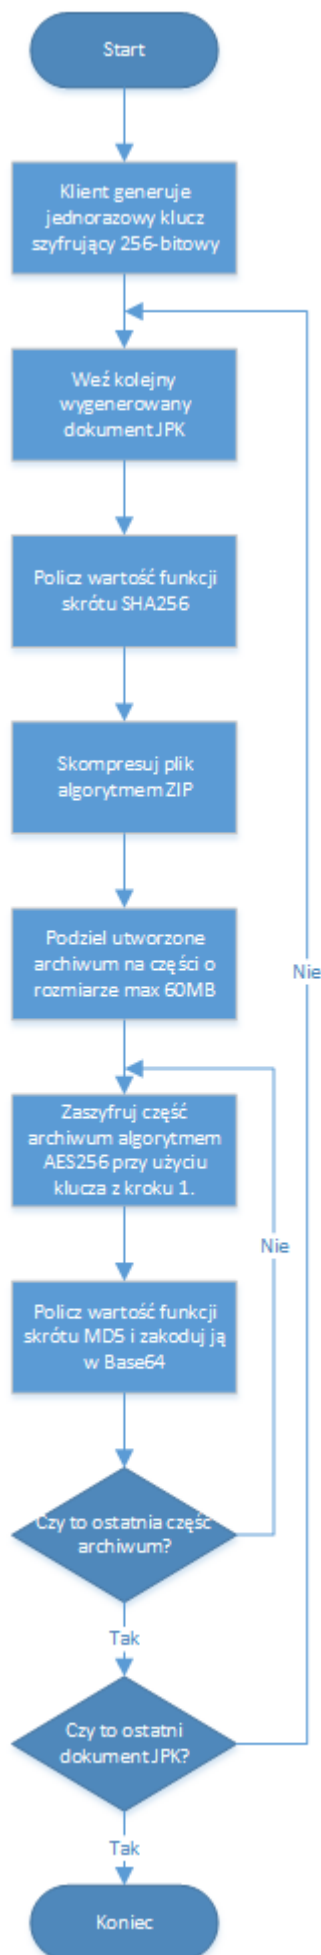 Start
Klient generuje
jednorazowy klucz
szyfrujący 256-bitowy
Weź kolejny
wygenerowany
dokument JPK
Policz wartość funkcji
skrótu SHA256
Skompresuj plik
algorytmem ZIP
Podziel utworzone
archiwum na części o
rozmiarze max 60MB
Nie
Zaszyfruj część
archiwum algorytmem
AES256 przy użyciu
klucza z kroku 1.
Nie
Policz wartość funkcji
skrótu MD5 i zakoduj ją
w Base64
Czy to ostatnia część
archiwum?
Tak
Czy to ostatni
dokument JPK?
Tak
Koniec